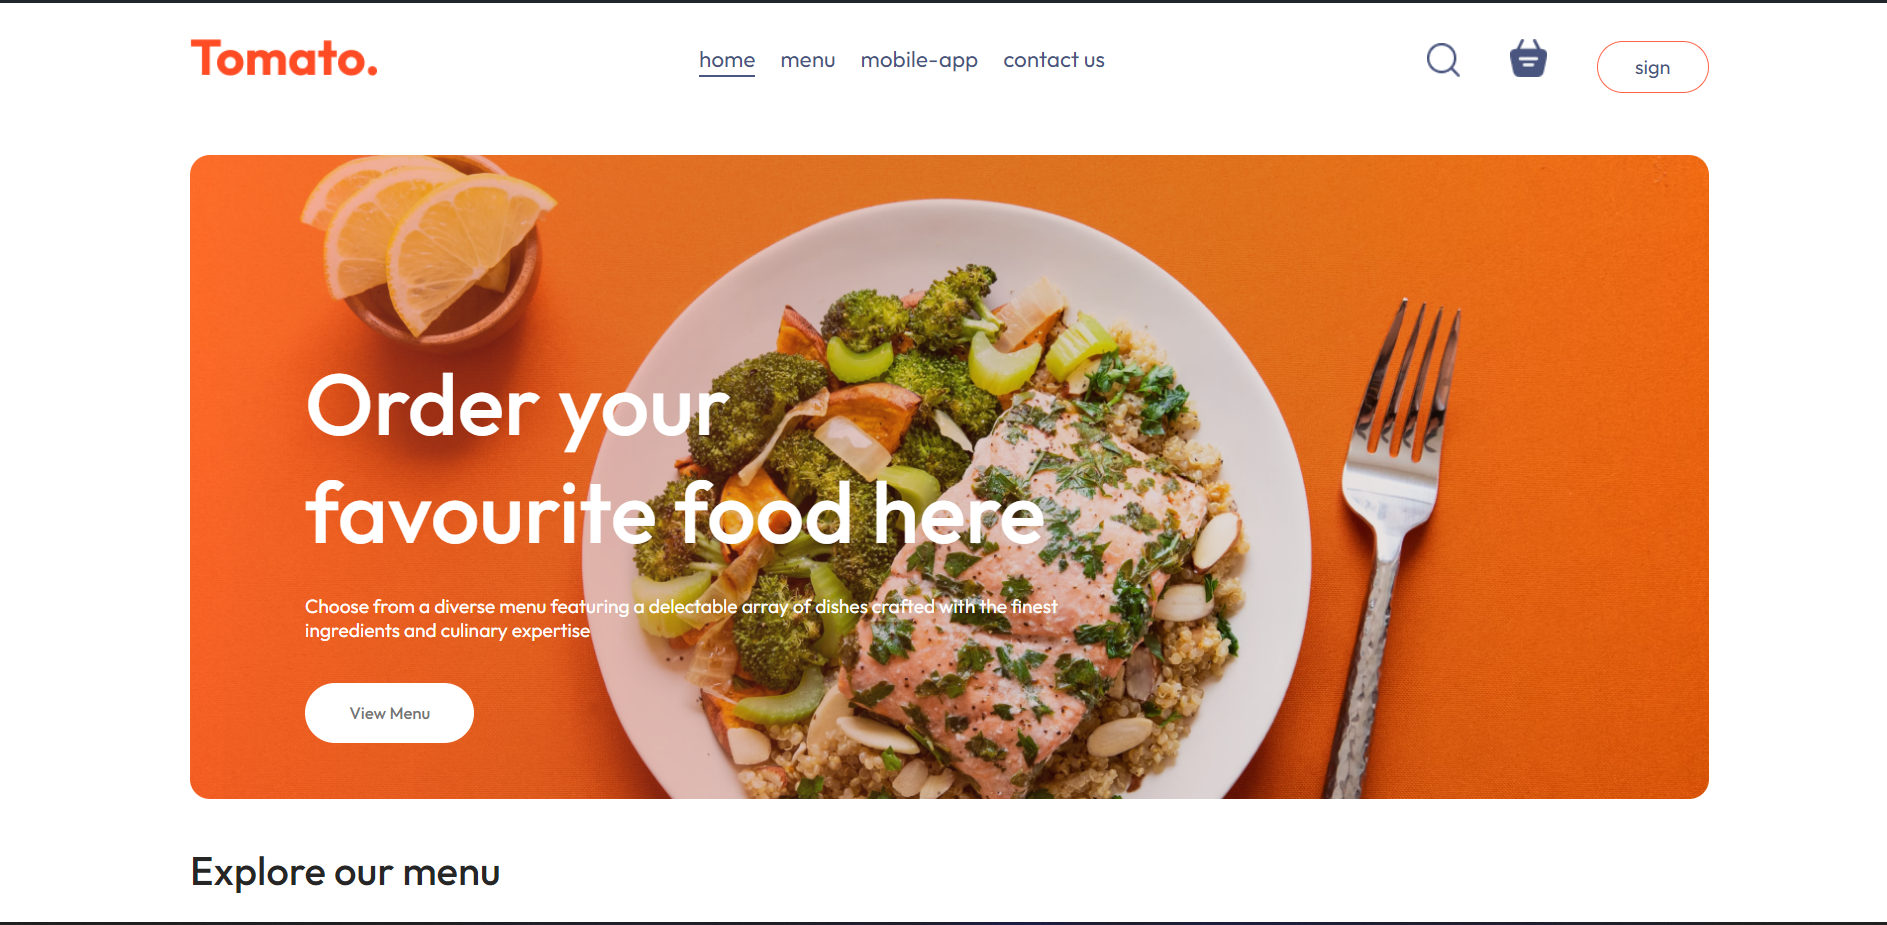 Tomato.
home menu mobile-app contact us
sign
Order your
favourite food here
Choose from a diverse menu featuring a delectable array of dishes crafted with the finest
ingredients and culinary expertise
View Menu
Explore our menu